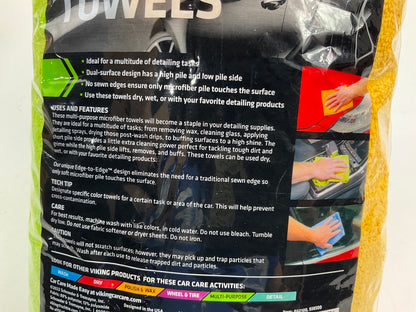 TOWELS
• Ideal for a multitude of detailing tasks
• Dual-surface design has a high pile and low pile side
• No sewn edges ensure only microfiber pile touches the surface
• Use these towels dry, wet, or with your favorite detailing products
USES AND FEATURES
These multi-purpose microfiber towels will become a staple in your detailing supplies.
They are ideal for a multitude of tasks; from removing wax, cleaning glass, applying
detailing sprays, drying those post-wash drips, to buffing surfaces to a high shine. The
short pile side provides a little extra cleaning power perfect for tackling tough dirt and
grime while the high pile side lifts, removes, and buffs. These towels can be used dry,
wet, or with your favorite detailing product.
Our unique Edge-to-Edge™ design eliminates the need for a traditional sewn edge so
only soft microfiber pile touches the surface.
TECH TIP
Designate specific color towels for a certain task or area of the car. This will help prevent
cross-contamination.
CARE
For best results, machine wash with like colors, in cold water. Do not use bleach. Tumble
dry low. Do not use fabric softener or dryer sheets. Do not iron.
CAUTION
Towels will not scratch surfaces; however, they may pick up and trap particles that
may scratch. Wash after each use to release trapped dirt and particles.
LOOK FOR OTHER VIKING PRODUCTS FOR THESE CAR CARE ACTIVITIES:
WASH DRY POLISH & WAX WHEEL & TIRE MULTI-PURPOSE DETAIL
Car Care Made Easy at vikingcarcare.com
Designed in the USA